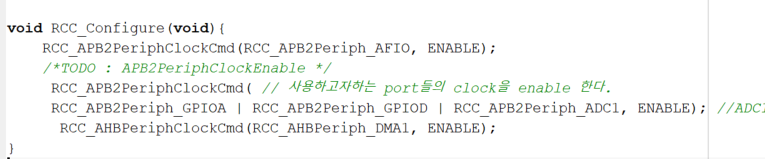 void RCC_Configure(void){
RCC_APB2PeriphClockCmd(RCC_APB2Periph_AFIO, ENABLE);
/*TODO : APB2PeriphClockEnable */
RCC_APB2PeriphClockCmd( // 사용하고자하는 port들의 clock을 enable 한다.
RCC_APB2Periph_GPIOA | RCC_APB2Periph_GPIOD | RCC_APB2Periph_ADC1, ENABLE); //ADC1
RCC_AHBPeriphClockCmd(RCC_AHBPeriph_DMA1, ENABLE);
}